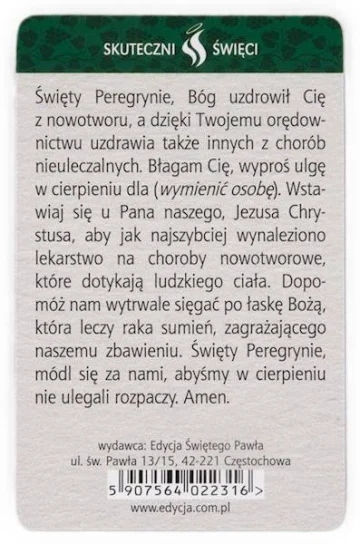 SKUTECZNI ŚWIĘCI
Święty Peregrynie, Bóg uzdrowił Cię
z nowotworu, a dzięki Twojemu orędow-
nictwu uzdrawia także innych z chorób
nieuleczalnych. Błagam Cię, wyproś ulgę
w cierpieniu dla (wymienić osobę). Wsta-
wiaj się u Pana naszego, Jezusa Chry-
stusa, aby jak najszybciej wynaleziono
lekarstwo na choroby nowotworowe,
które dotykają ludzkiego ciała. Dopo-
móż nam wytrwale sięgać po łaskę Bożą,
która leczy raka sumień, zagrażającego
naszemu zbawieniu. Święty Peregrynie,
módl się za nami, abyśmy w cierpieniu
nie ulegali rozpaczy. Amen.
wydawca: Edycja Świętego Pawła
ul. św. Pawła 13/15, 42-221 Częstochowa
5907564022316>
www.edycja.com.pl